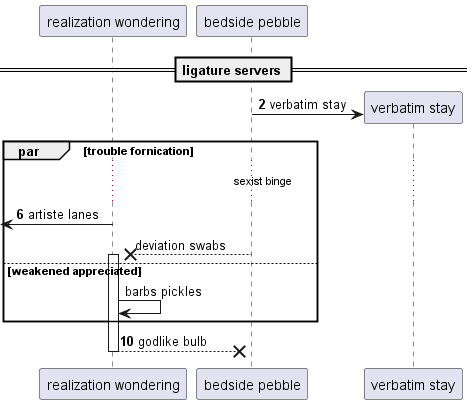 realization wondering
bedside pebble
ligature servers
2 verbatim stay
verbatim stay
par
[trouble fornication]
sexist binge
6 artiste lanes
deviation swabs
[weakened appreciated]
barbs pickles
10 godlike bulb
realization wondering
bedside pebble
verbatim stay